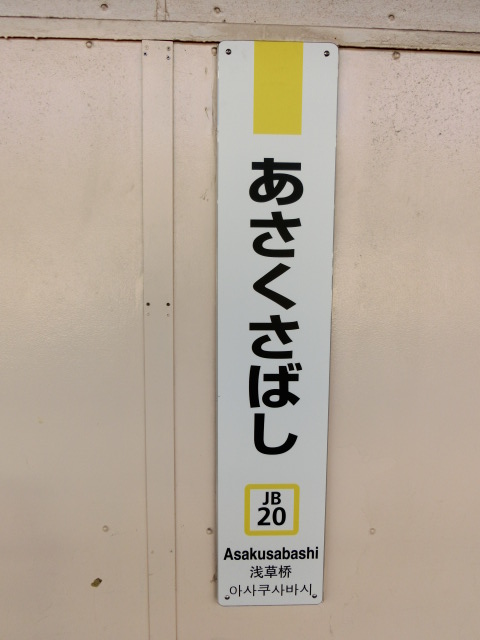 あさくさばし
JB
20
Asakusabashi
浅草桥
아사쿠사바시